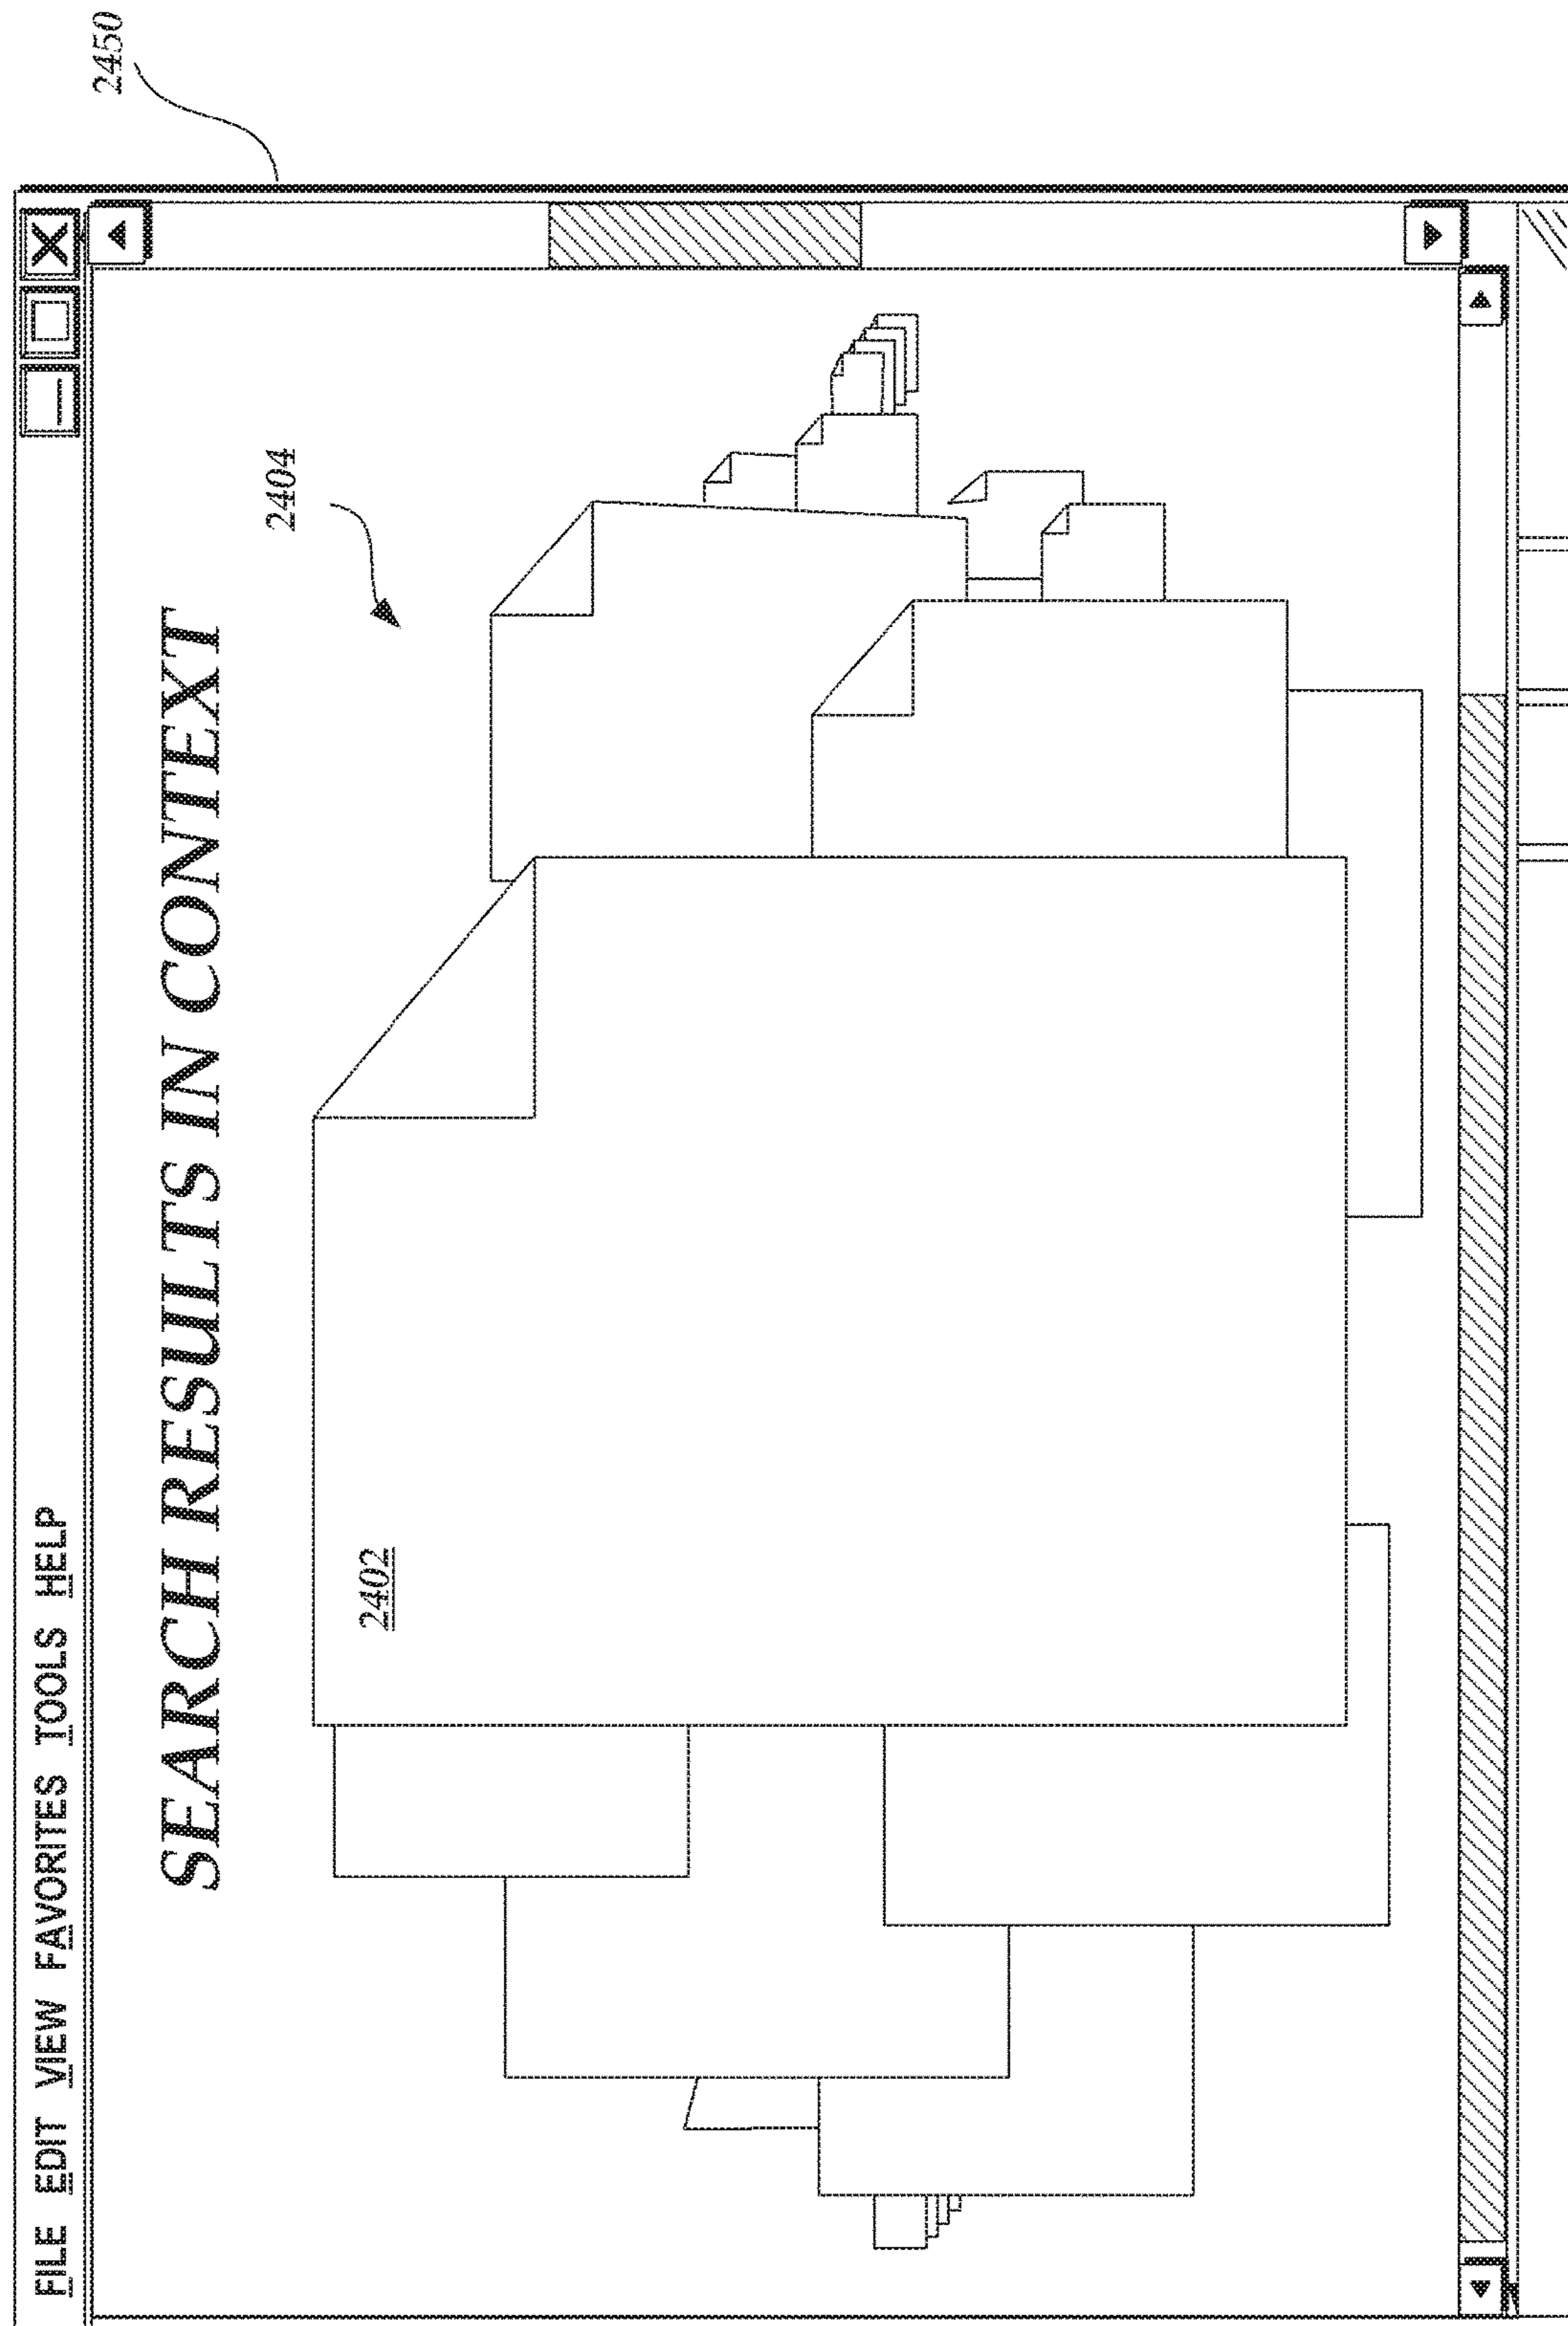 2450
FILE EDIT VIEW FAVORITES TOOLS HELP
SEARCH RESULTS IN CONTEXT
2404
2402